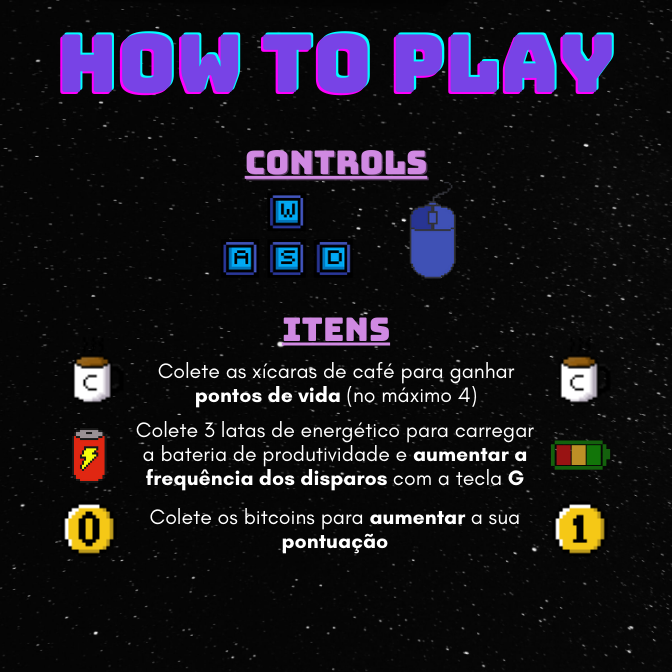 HOW TO PLAY
CONTROLS
W
A S D
ITENS
C
Colete as xícaras de café para ganhar
pontos de vida (no máximo 4)
C
Colete 3 latas de energético para carregar
a bateria de produtividade e aumentar a
frequência dos disparos com a tecla G
0
Colete os bitcoins para aumentar a sua
pontuação
1